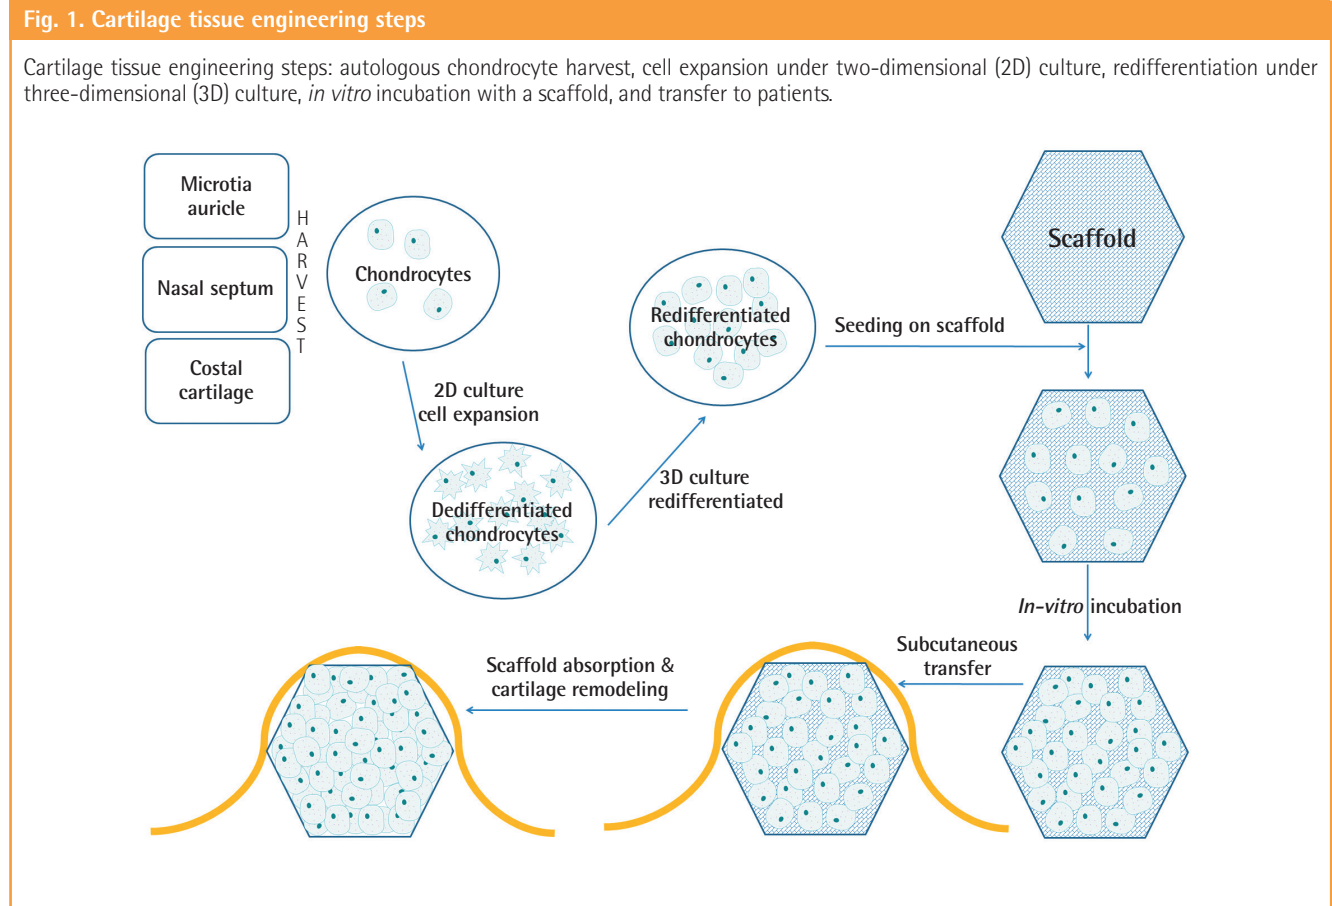 Fig. 1. Cartilage tissue engineering steps
Cartilage tissue engineering steps: autologous chondrocyte harvest, cell expansion under two-dimensional (2D) culture, redifferentiation under
three-dimensional (3D) culture, in vitro incubation with a scaffold, and transfer to patients.
Microtia
auricle
Nasal septum
Costal
cartilage
HARVEST
Chondrocytes
2D culture
cell expansion
Dedifferentiated
chondrocytes
3D culture
redifferentiated
Redifferentiated
chondrocytes
Seeding on scaffold
Scaffold
In-vitro incubation
Subcutaneous
transfer
Scaffold absorption &
cartilage remodeling